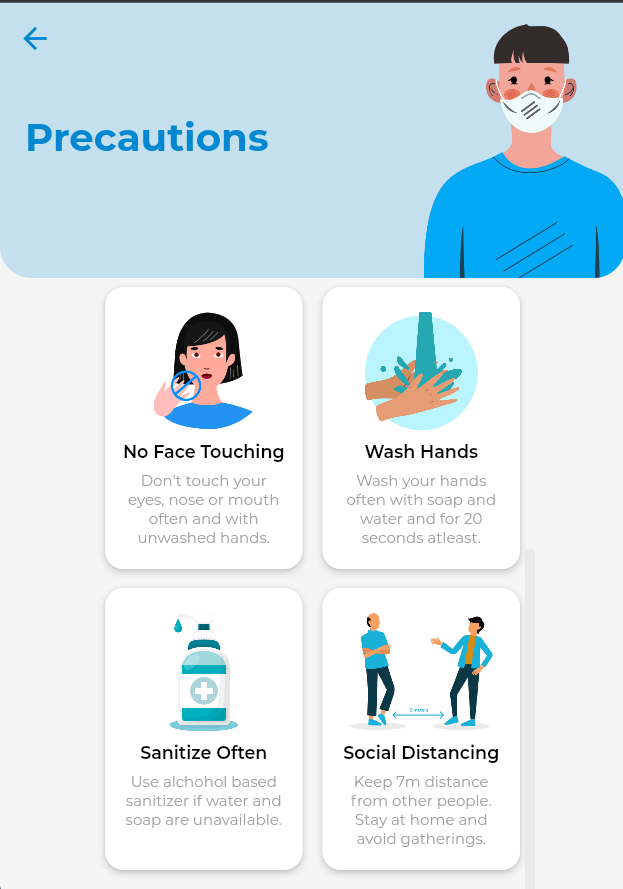 Precautions
No Face Touching
Don't touch your
eyes, nose or mouth
often and with
unwashed hands.
Wash Hands
Wash your hands
often with soap and
water and for 20
seconds atleast.
Sanitize Often
Use alchohol based
sanitizer if water and
soap are unavailable.
2 meters
Social Distancing
Keep 7m distance
from other people.
Stay at home and
avoid gatherings.